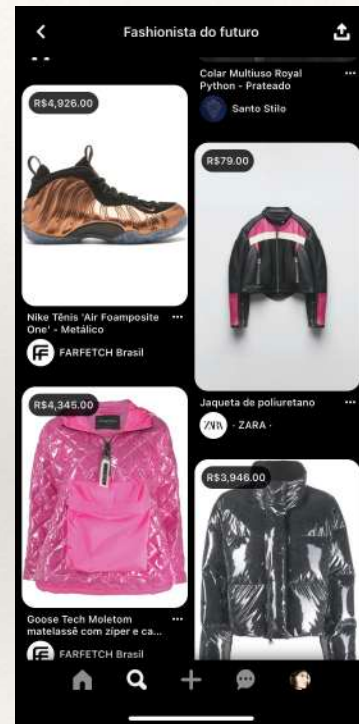 Fashionista do futuro
R$4,926.00
Nike Tênis 'Air Foamposite
One' - Metálico
FARFETCH Brasil
R$4,345.00
Goose Tech Moletom
matelassê com zíper e ca...
FARFETCH Brasil
Colar Multiuso Royal
Python - Prateado
Santo Stilo
R$79.00
Jaqueta de poliuretano
ZARA
· ZARA ·
R$3,946.00